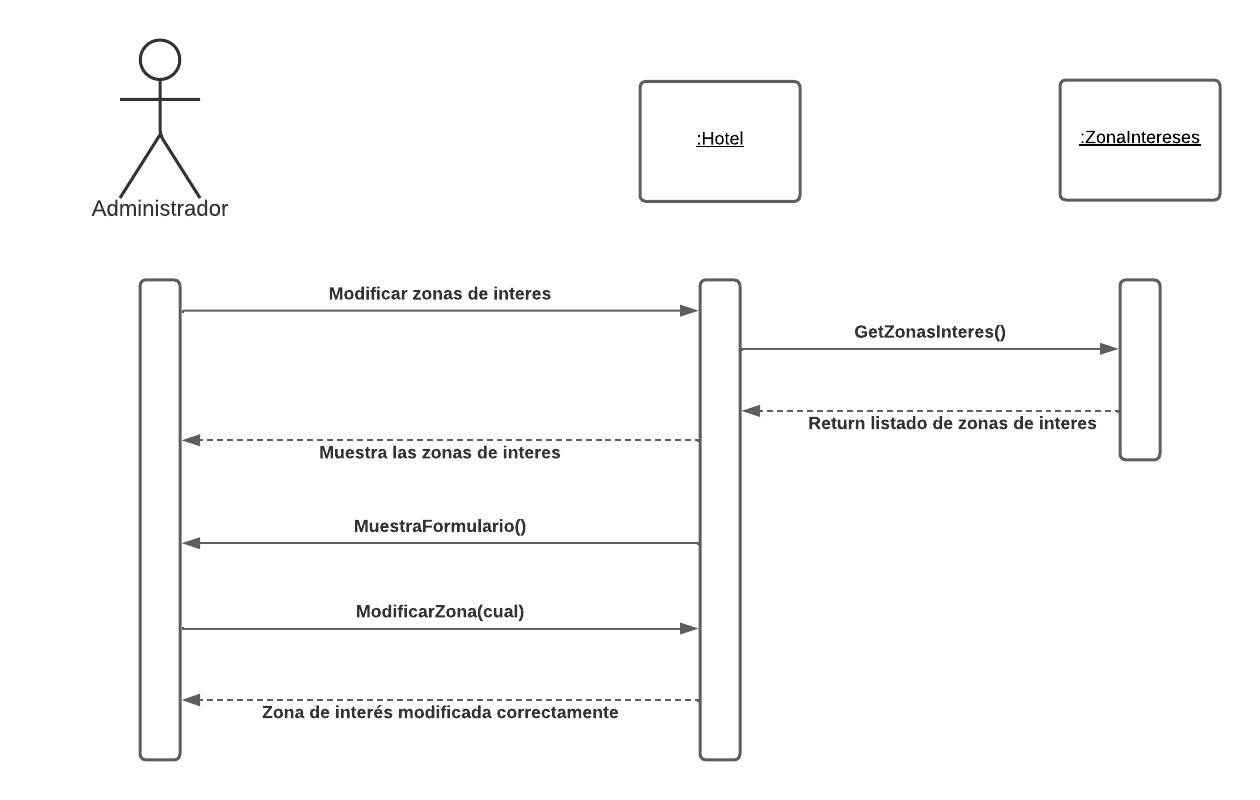 Administrador
:Hotel
:ZonaIntereses
Modificar zonas de interes
GetZonasInteres()
Return listado de zonas de interes
Muestra las zonas de interes
MuestraFormulario()
ModificarZona(cual)
Zona de interés modificada correctamente